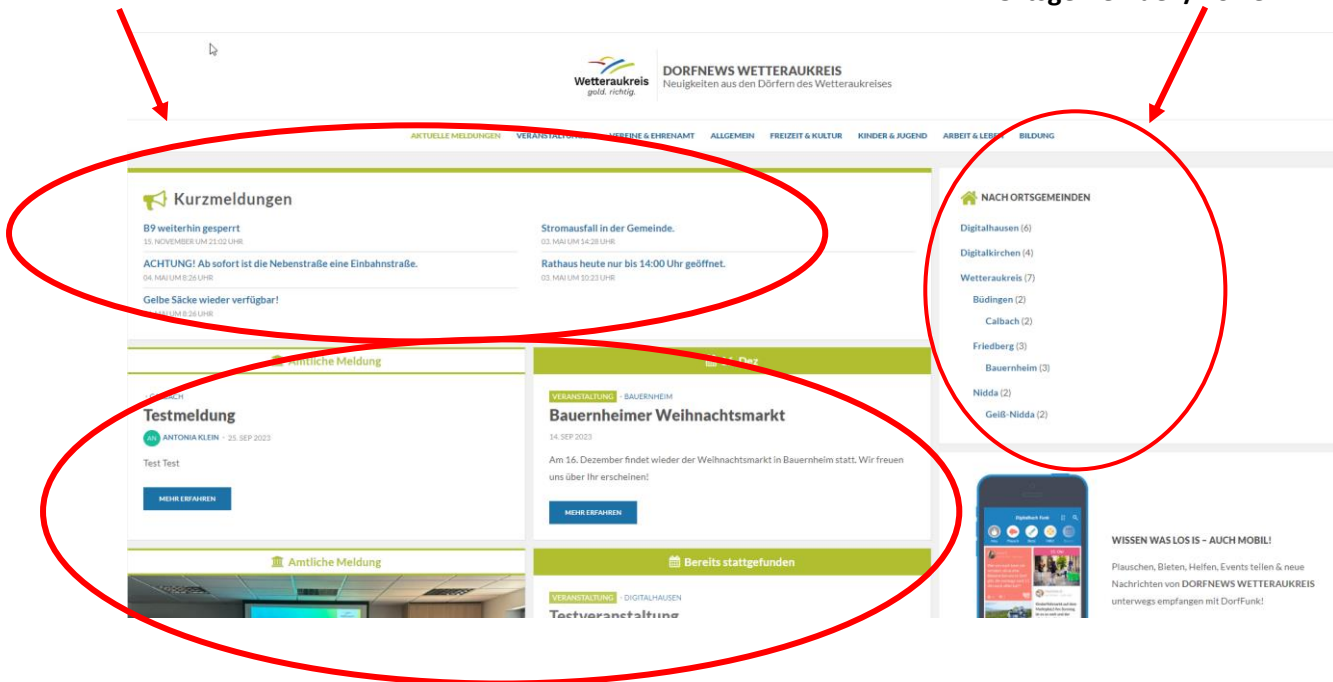 Wetteraukreis
gold. richtig.
DORFNEWS WETTERAUKREIS
Neuigkeiten aus den Dörfern des Wetteraukreises
AKTUELLE MELDUNGEN VEREINE & EHRENAMT ALLGEMEIN FREIZEIT & KULTUR KINDER & JUGEND ARBEIT & LEBEN BILDUNG
Kurzmeldungen
B9 weiterhin gesperrt
15. NOVEMBER UM 21:02 UHR
ACHTUNG! Ab sofort ist die Nebenstraße eine Einbahnstraße.
04. MAI UM 8:26 UHR
Gelbe Säcke wieder verfügbar!
MAI UM 8:26 UHR
Stromausfall in der Gemeinde.
03. MAI UM 14:28 UHR
Rathaus heute nur bis 14:00 Uhr geöffnet.
03. MAI UM 10:23 UHR
NACH ORTSGEMEINDEN
Digitalhausen (6)
Digitalkirchen (4)
Wetteraukreis (7)
Büdingen (2)
Calbach (2)
Friedberg (3)
Bauernheim (3)
Nidda (2)
Geiß-Nidda (2)
Amtliche Meldung
Testmeldung
AN ANTONIA KLEIN - 25. SEP 2023
Test Test
MEHR ERFAHREN
Dez
VERANSTALTUNG - BAUERNHEIM
Bauernheimer Weihnachtsmarkt
14. SEP 2023
Am 16. Dezember findet wieder der Weihnachtsmarkt in Bauernheim statt. Wir freuen
uns über Ihr erscheinen!
MEHR ERFAHREN
Amtliche Meldung
Bereits stattgefunden
VERANSTALTUNG - DIGITALHAUSEN
Testveranstaltung
WISSEN WAS LOS IS – AUCH MOBIL!
Plauschen, Bieten, Helfen, Events teilen & neue
Nachrichten von DORFNEWS WETTERAUKREIS
unterwegs empfangen mit DorfFunk!